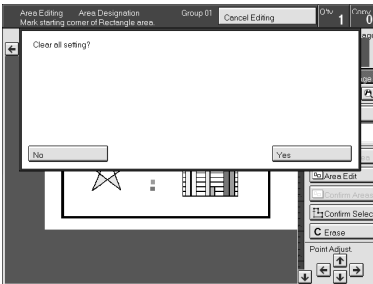 Area Editing Area Designation Group 01 Cancel Editing Q'ty 1 Copy 0
Mark starting corner of Rectangle area.
Clear all setting?
No Yes
Area Edit
Confirm Areas
Confirm Selec
C Erase
Point Adjust.